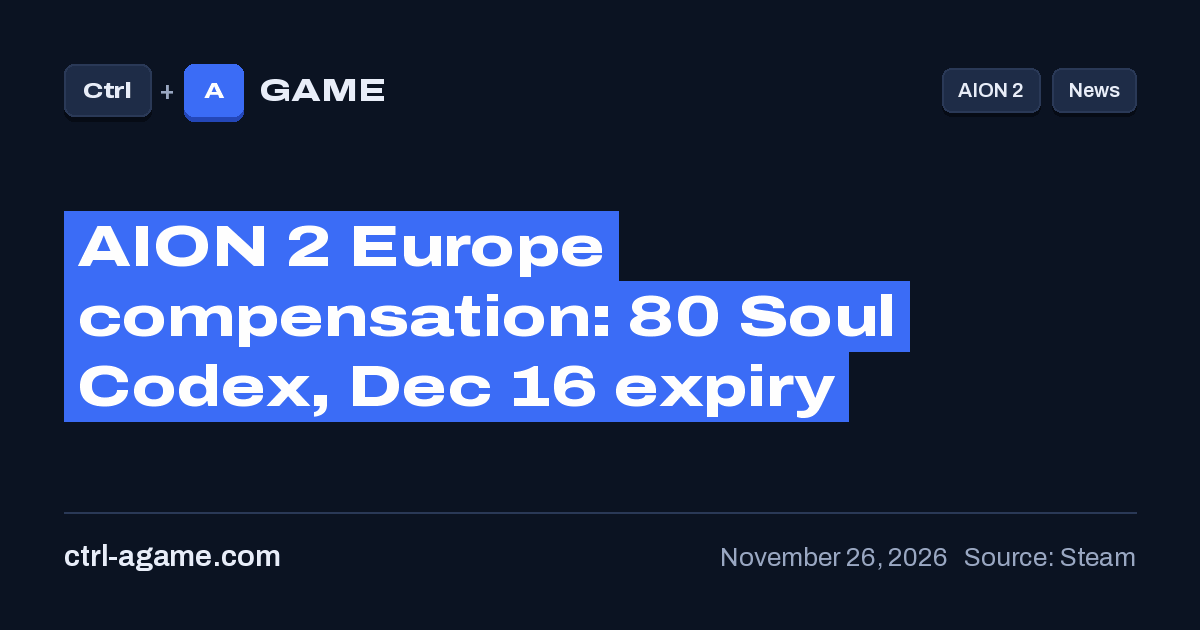 Ctrl + A GAME
AION 2 News
AION 2 Europe
compensation: 80 Soul
Codex, Dec 16 expiry
ctrl-agame.com
November 26, 2026 Source: Steam